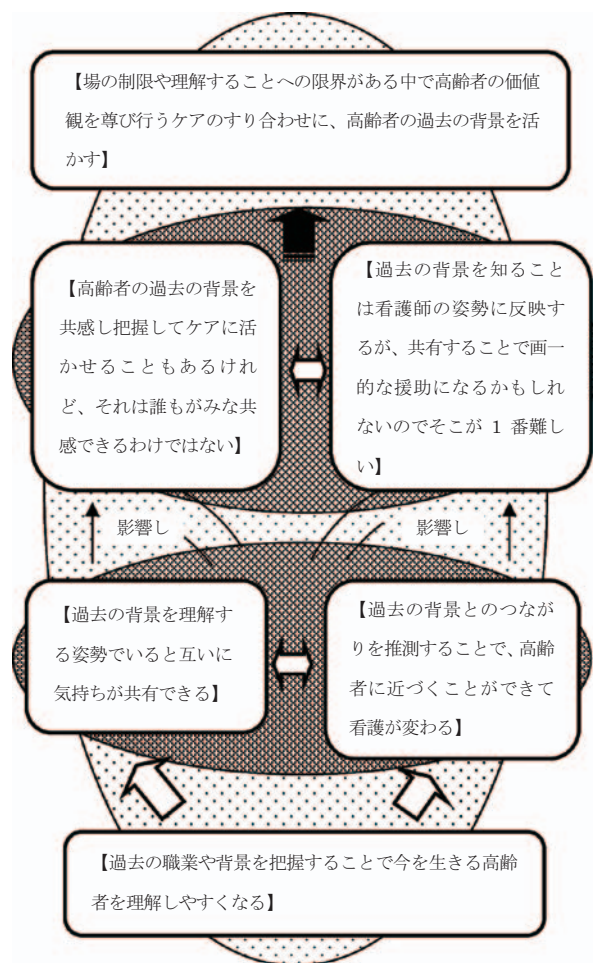 【場の制限や理解することへの限界がある中で高齢者の価値
観を尊び行うケアのすり合わせに、高齢者の過去の背景を活
かす】
【高齢者の過去の背景を
共感し把握してケアに活
かせることもあるけれ
ど、それは誰もがみな共
感できるわけではない】
【過去の背景を知ること
は看護師の姿勢に反映す
るが、共有することで画一
的な援助になるかもしれ
ないのでそこが 1 番難し
い】
影響し
影響し
【過去の背景を理解す
る姿勢でいると互いに
気持ちが共有できる】
【過去の背景とのつなが
りを推測することで、高齢
者に近づくことができて
看護が変わる】
【過去の職業や背景を把握することで今を生きる高齢
者を理解しやすくなる】